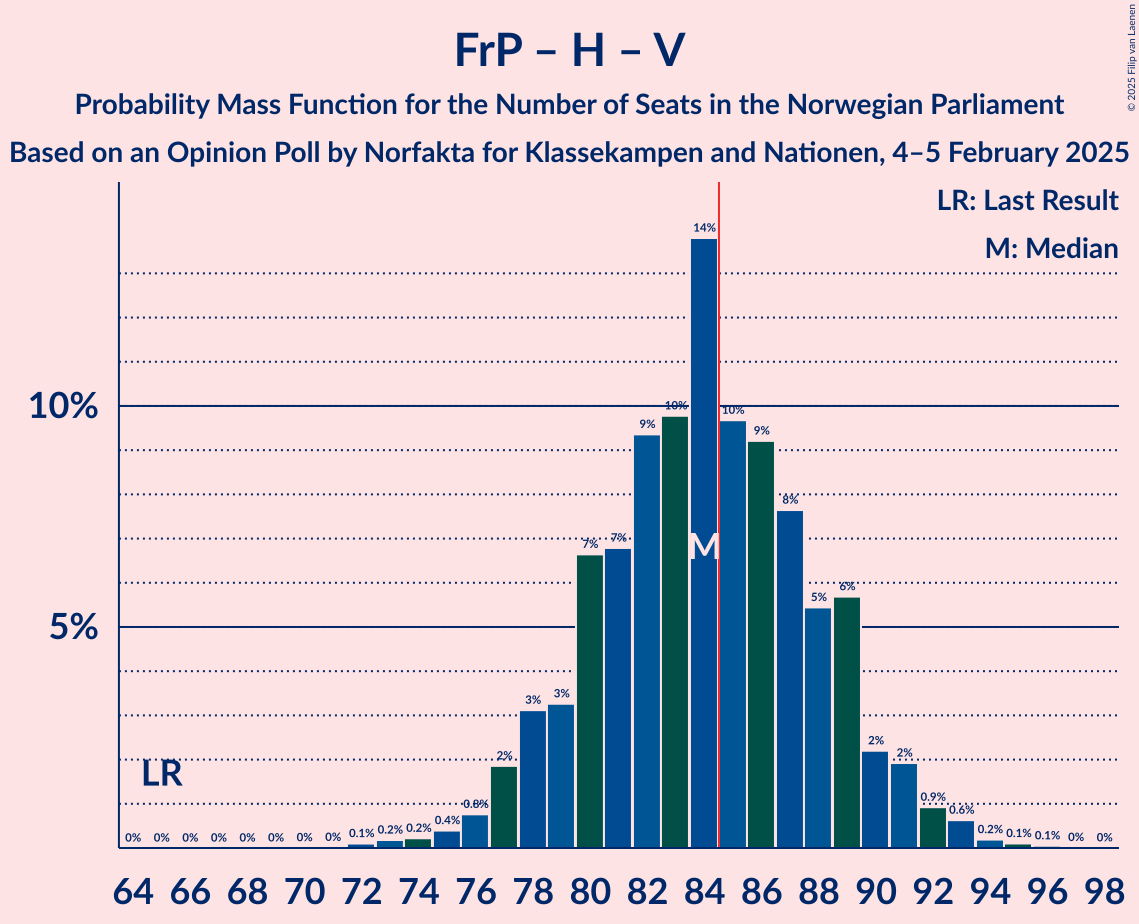 FrP – H – V
Probability Mass Function for the Number of Seats in the Norwegian Parliament
Based on an Opinion Poll by Norfakta for Klassekampen and Nationen, 4–5 February 2025
© 2025 Filip van Laenen
LR: Last Result
M: Median
14%
10%
10% 10%
9% 9%
8%
7% 7%
M
6%
5%
5%
3% 3%
2%
2% 2%
LR
0.8% 0.9%
0.6%
0.4%
0% 0% 0% 0% 0% 0% 0% 0% 0.1% 0.2% 0.2% 0.2% 0.1% 0.1% 0% 0%
64 66 68 70 72 74 76 78 80 82 84 86 88 90 92 94 96 98